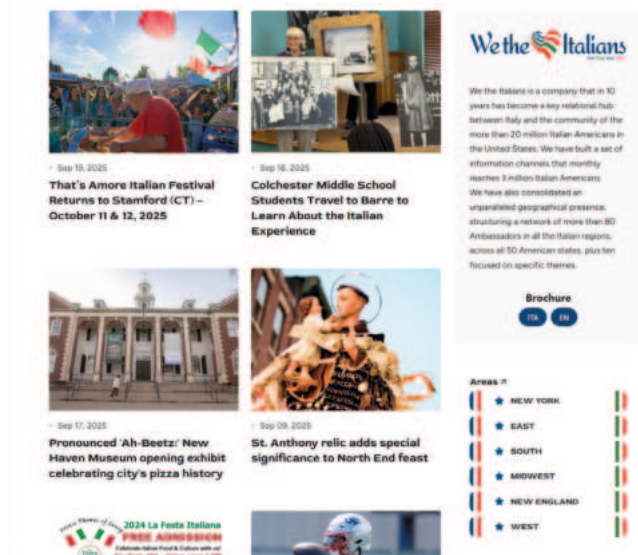 Sep 19, 2025
That's Amore Italian Festival
Returns to Stamford (CT) –
October 11 & 12, 2025
Sep 18, 2025
Colchester Middle School
Students Travel to Barre to
Learn About the Italian
Experience
Sep 17, 2025
Pronounced 'Ah-Beetz:' New
Haven Museum opening exhibit
celebrating city's pizza history
Sep 09, 2025
St. Anthony relic adds special
significance to North End feast
2024 La Festa Italiana
FREE ADMISSION
Celebrate Italian Food & Culture with us!
We the Italians
We the Italians is a company that in 10
years has become a key relational hub
between Italy and the community of the
more than 20 million Italian Americans in
the United States. We have built a set of
information channels that monthly
reaches 3 million Italian Americans
We have also consolidated an
unparalleled geographical presence,
structuring a network of more than 80
Ambassadors in all the Italian regions,
across all 50 American states, plus ten
focused on specific themes.
Brochure
ITA EN
Areas
NEW YORK
EAST
SOUTH
MIDWEST
NEW ENGLAND
WEST